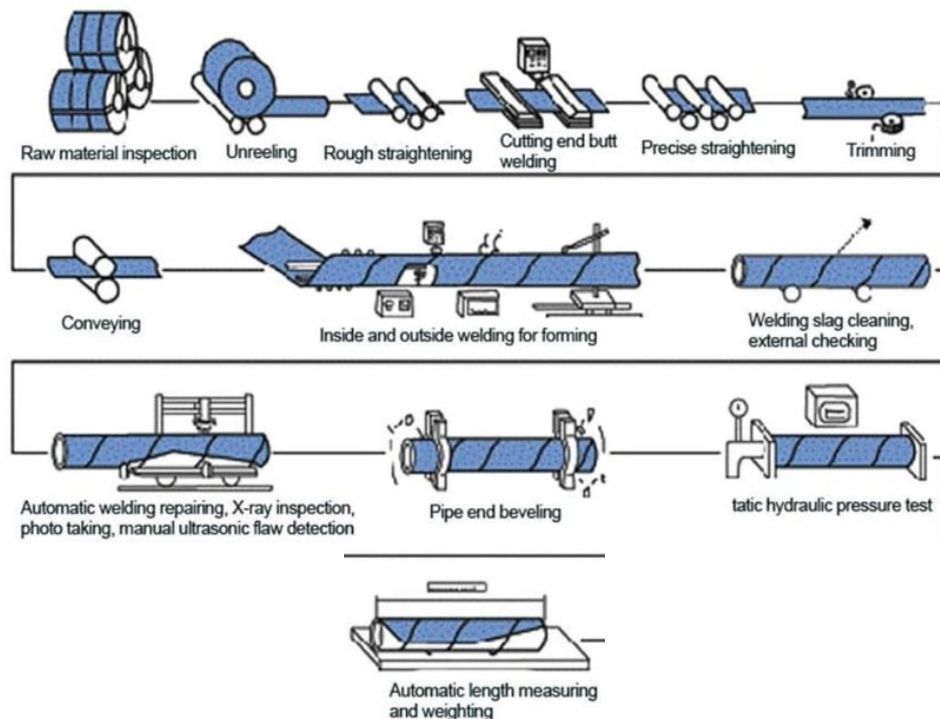 Raw material inspection
Unreeling
Rough straightening
Cutting end butt
welding
Precise straightening
Trimming
Conveying
Inside and outside welding for forming
Welding slag cleaning,
external checking
Automatic welding repairing, X-ray inspection,
photo taking, manual ultrasonic flaw detection
Pipe end beveling
tatic hydraulic pressure test
Automatic length measuring
and weighting